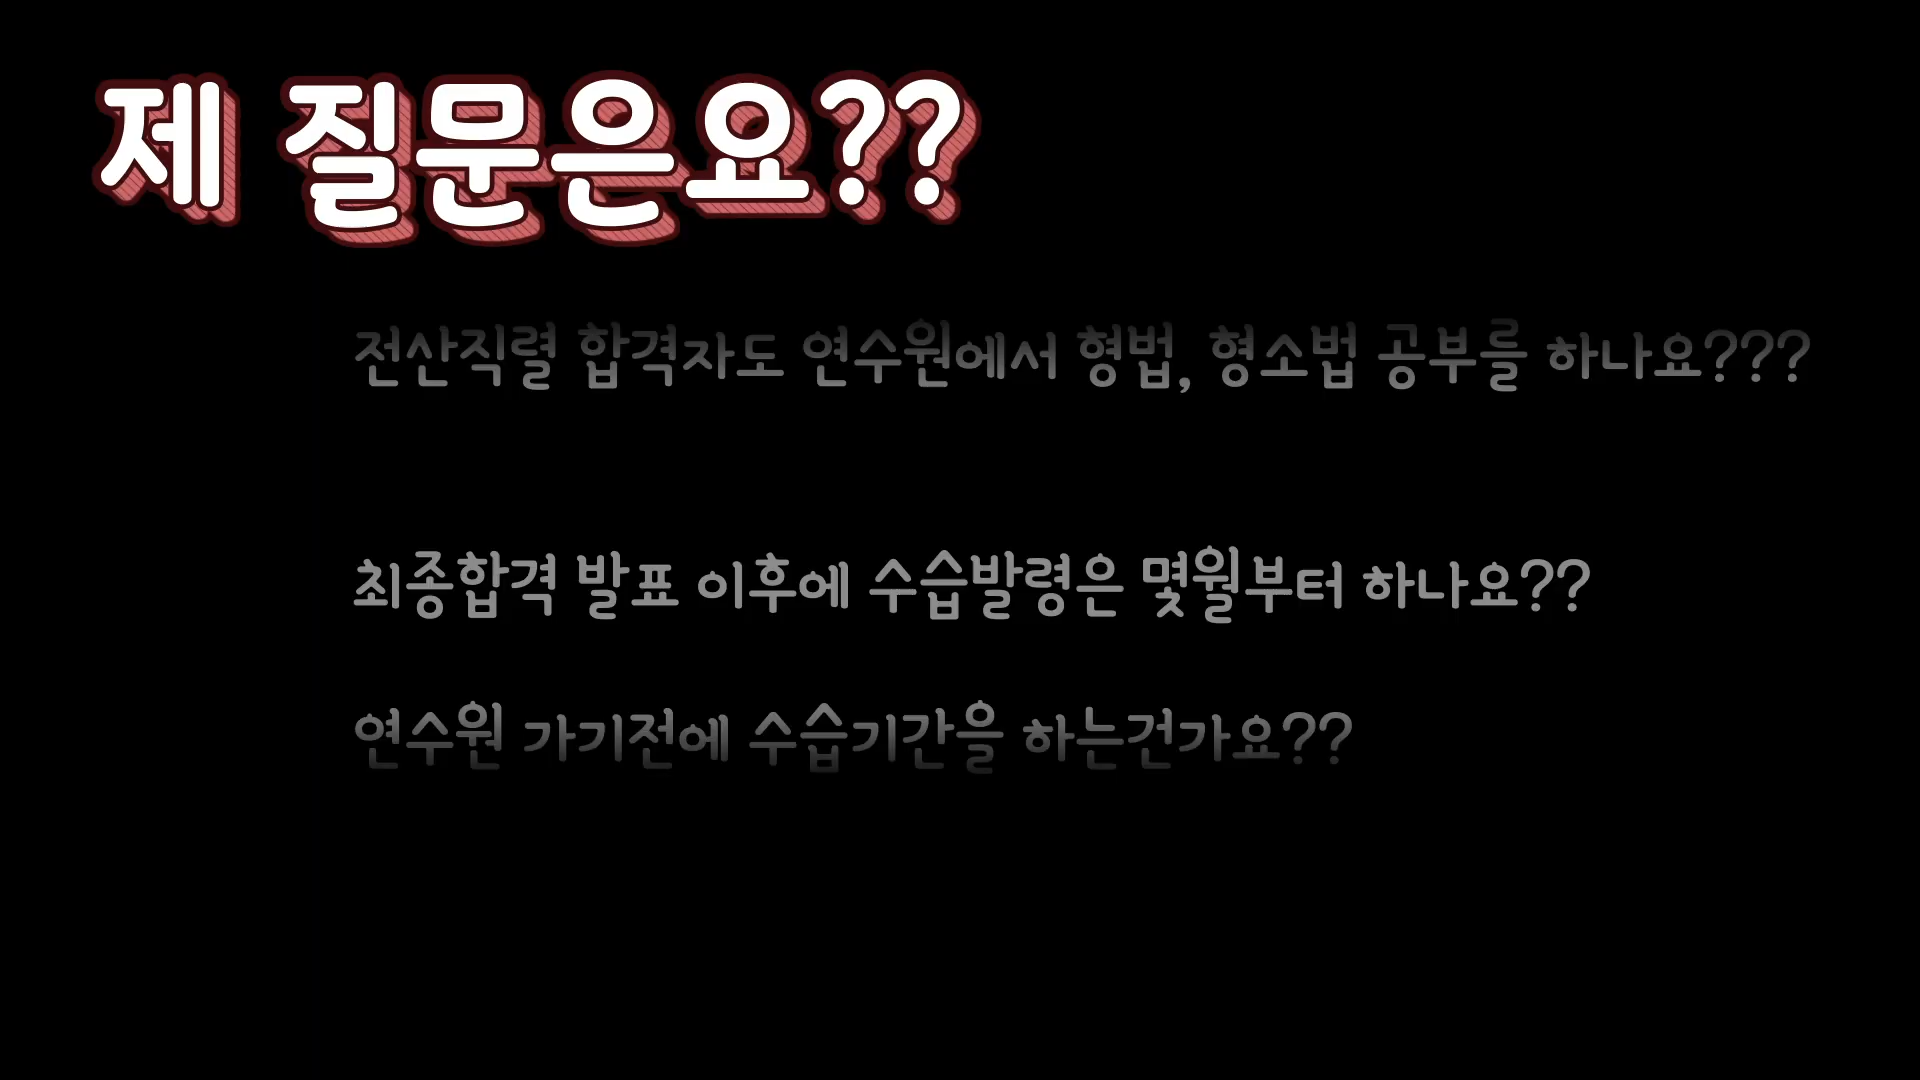 제 질문은요??
전산직렬 합격자도 연수원에서 형법, 형소법 공부를 하나요???
최종합격 발표 이후에 수습발령은 몇월부터 하나요??
연수원 가기전에 수습기간을 하는건가요??